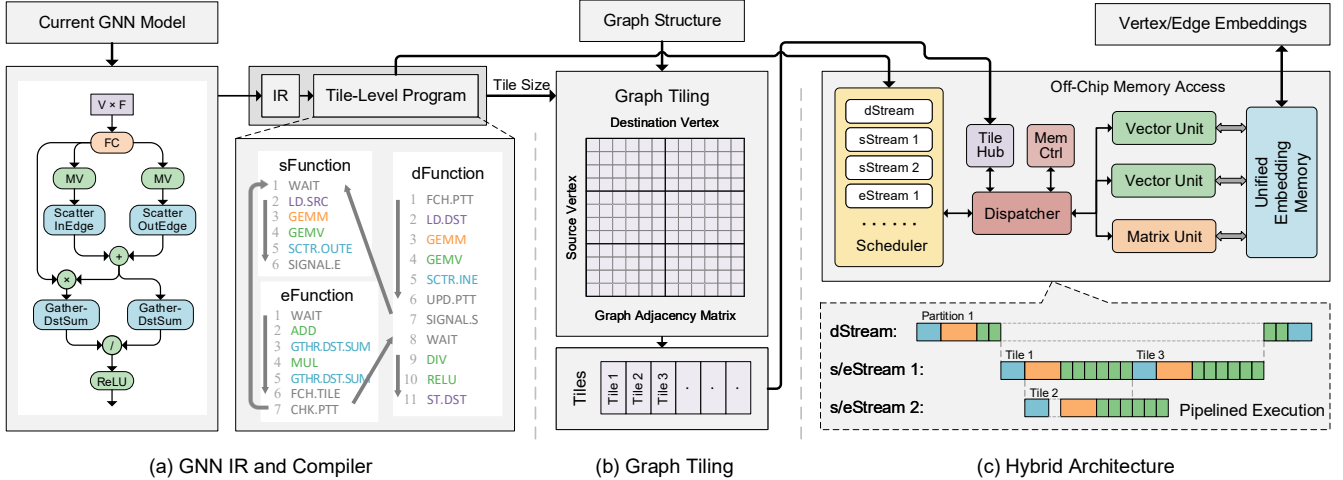 Current GNN Model
V × F
FC
MV
MV
Scatter
InEdge
Scatter
OutEdge
+
×
Gather-
DstSum
Gather-
DstSum
/
ReLU
IR
Tile-Level Program
Tile Size
sFunction
1 WAIT
2 LD.SRC
3 GEMM
4 GEMV
5 SCTR.OUTE
6 SIGNAL.E
eFunction
1 WAIT
2 ADD
3 GTHR.DST.SUM
4 MUL
5 GTHR.DST.SUM
6 FCH.TILE
7 CHK.PTT
dFunction
1 FCH.PTT
2 LD.DST
3 GEMM
4 GEMV
5 SCTR.INE
6 UPD.PTT
7 SIGNAL.S
8 WAIT
9 DIV
10 RELU
11 ST.DST
(a) GNN IR and Compiler
Graph Structure
Graph Tiling
Destination Vertex
Source Vertex
Graph Adjacency Matrix
Tiles
Tile 1
Tile 2
Tile 3
. . .
(b) Graph Tiling
Vertex/Edge Embeddings
Off-Chip Memory Access
dStream
sStream 1
sStream 2
eStream 1
. . . . . .
Scheduler
Tile
Hub
Mem
Ctrl
Dispatcher
Vector Unit
Vector Unit
Matrix Unit
Unified
Embedding
Memory
Partition 1
dStream:
Tile 1
Tile 3
s/eStream 1:
Tile 2
s/eStream 2:
Pipelined Execution
(c) Hybrid Architecture